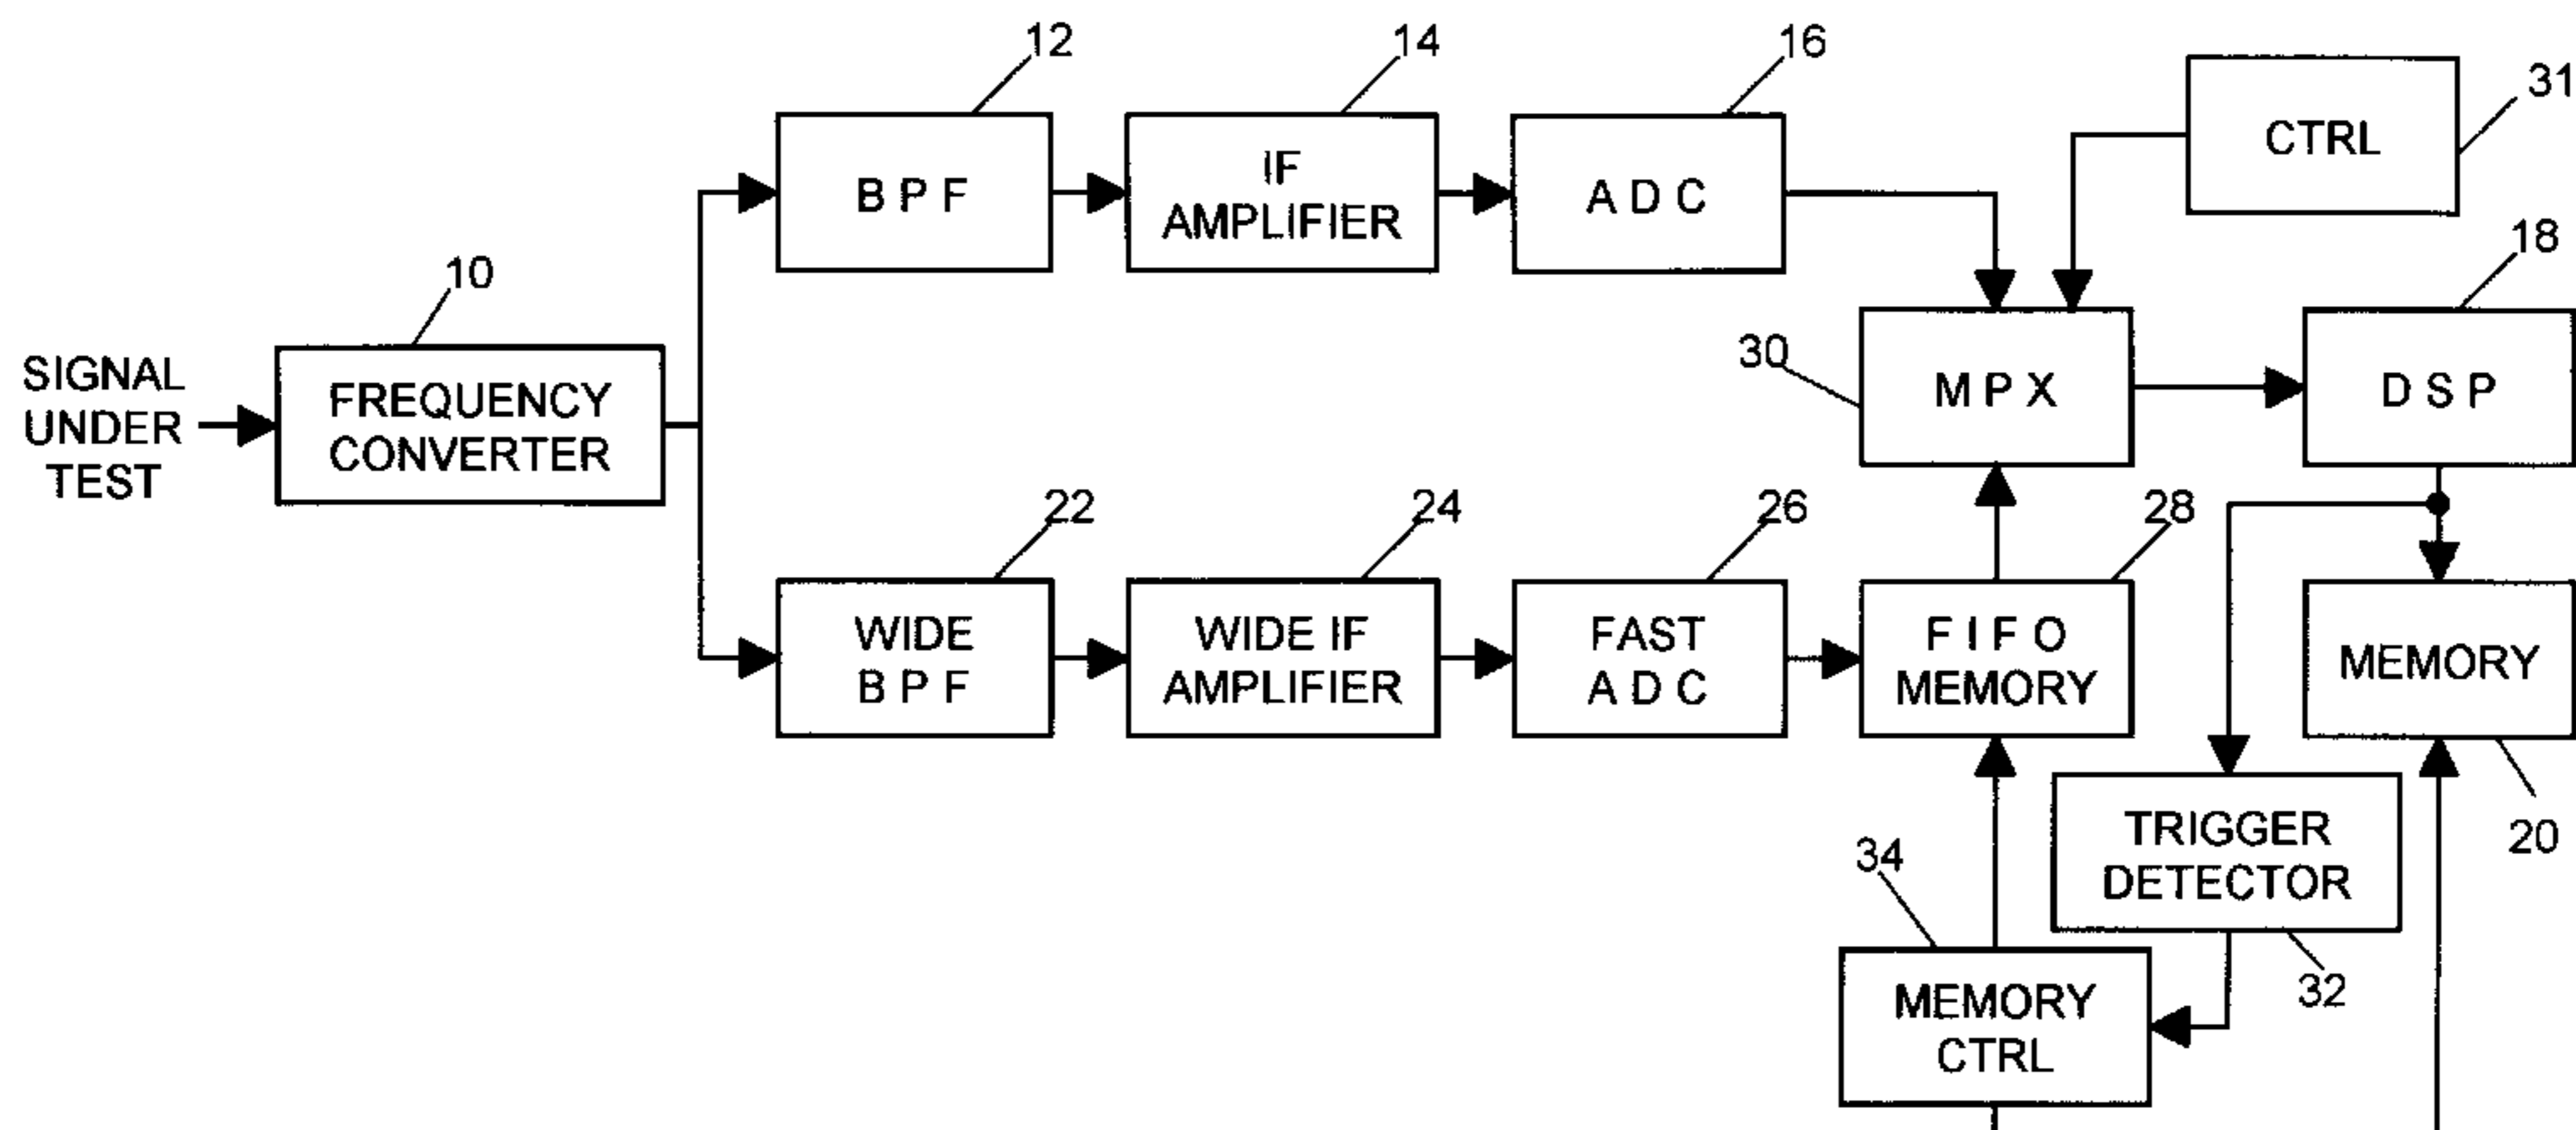 12
14
16
31
B P F
IF
AMPLIFIER
A D C
CTRL
10
18
SIGNAL
UNDER
TEST
FREQUENCY
CONVERTER
30
M P X
D S P
22
24
26
28
WIDE
B P F
WIDE IF
AMPLIFIER
FAST
A D C
F I F O
MEMORY
MEMORY
20
TRIGGER
DETECTOR
34
32
MEMORY
CTRL